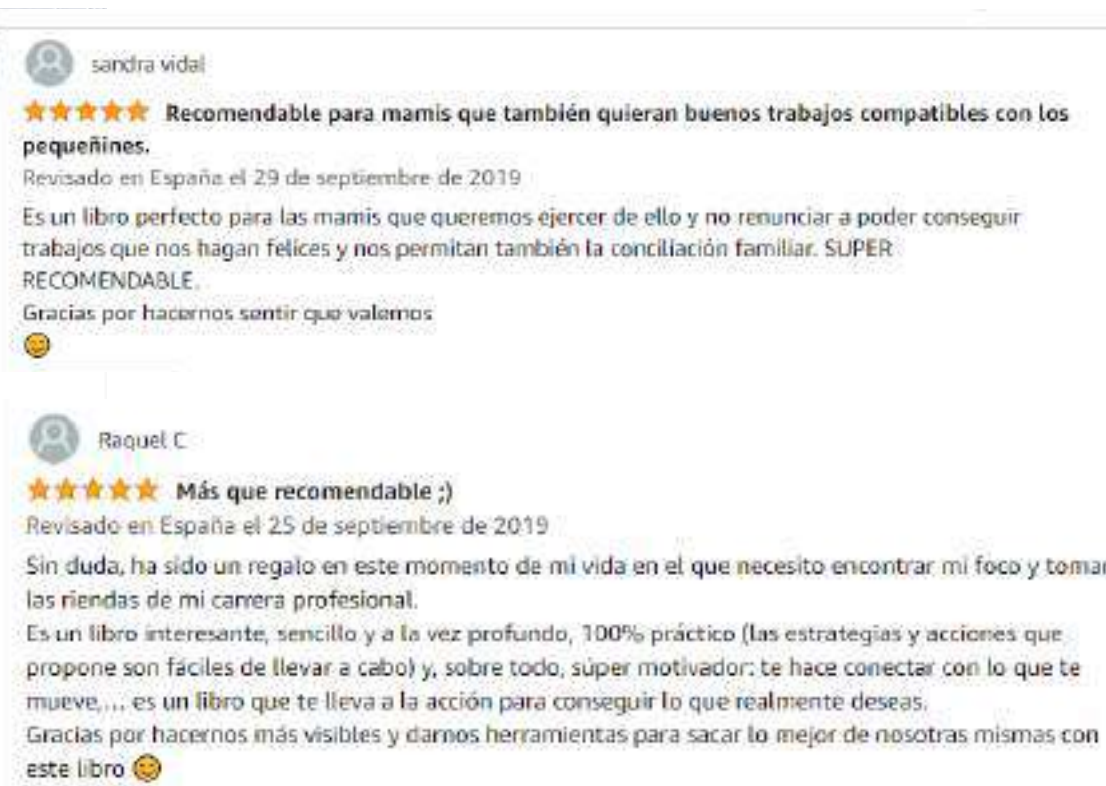 sandra vidal
Recomendable para mamis que también quieran buenos trabajos compatibles con los
pequeñines.
Revisado en España el 29 de septiembre de 2019
Es un libro perfecto para las mamis que queremos ejercer de ello y no renunciar a poder conseguir
trabajos que nos hagan felices y nos permitan también la conciliación familiar. SUPER
RECOMENDABLE.
Gracias por hacernos sentir que valemos
Raquel C
Más que recomendable ;)
Revisado en España el 25 de septiembre de 2019
Sin duda, ha sido un regalo en este momento de mi vida en el que necesito encontrar mi foco y tomar
las riendas de mi carrera profesional.
Es un libro interesante, sencillo y a la vez profundo, 100% práctico (las estrategias y acciones que
propone son fáciles de llevar a cabo) y, sobre todo, súper motivador: te hace conectar con lo que te
mueve,... es un libro que te lleva a la acción para conseguir lo que realmente deseas.
Gracias por hacernos más visibles y darnos herramientas para sacar lo mejor de nosotras mismas con
este libro